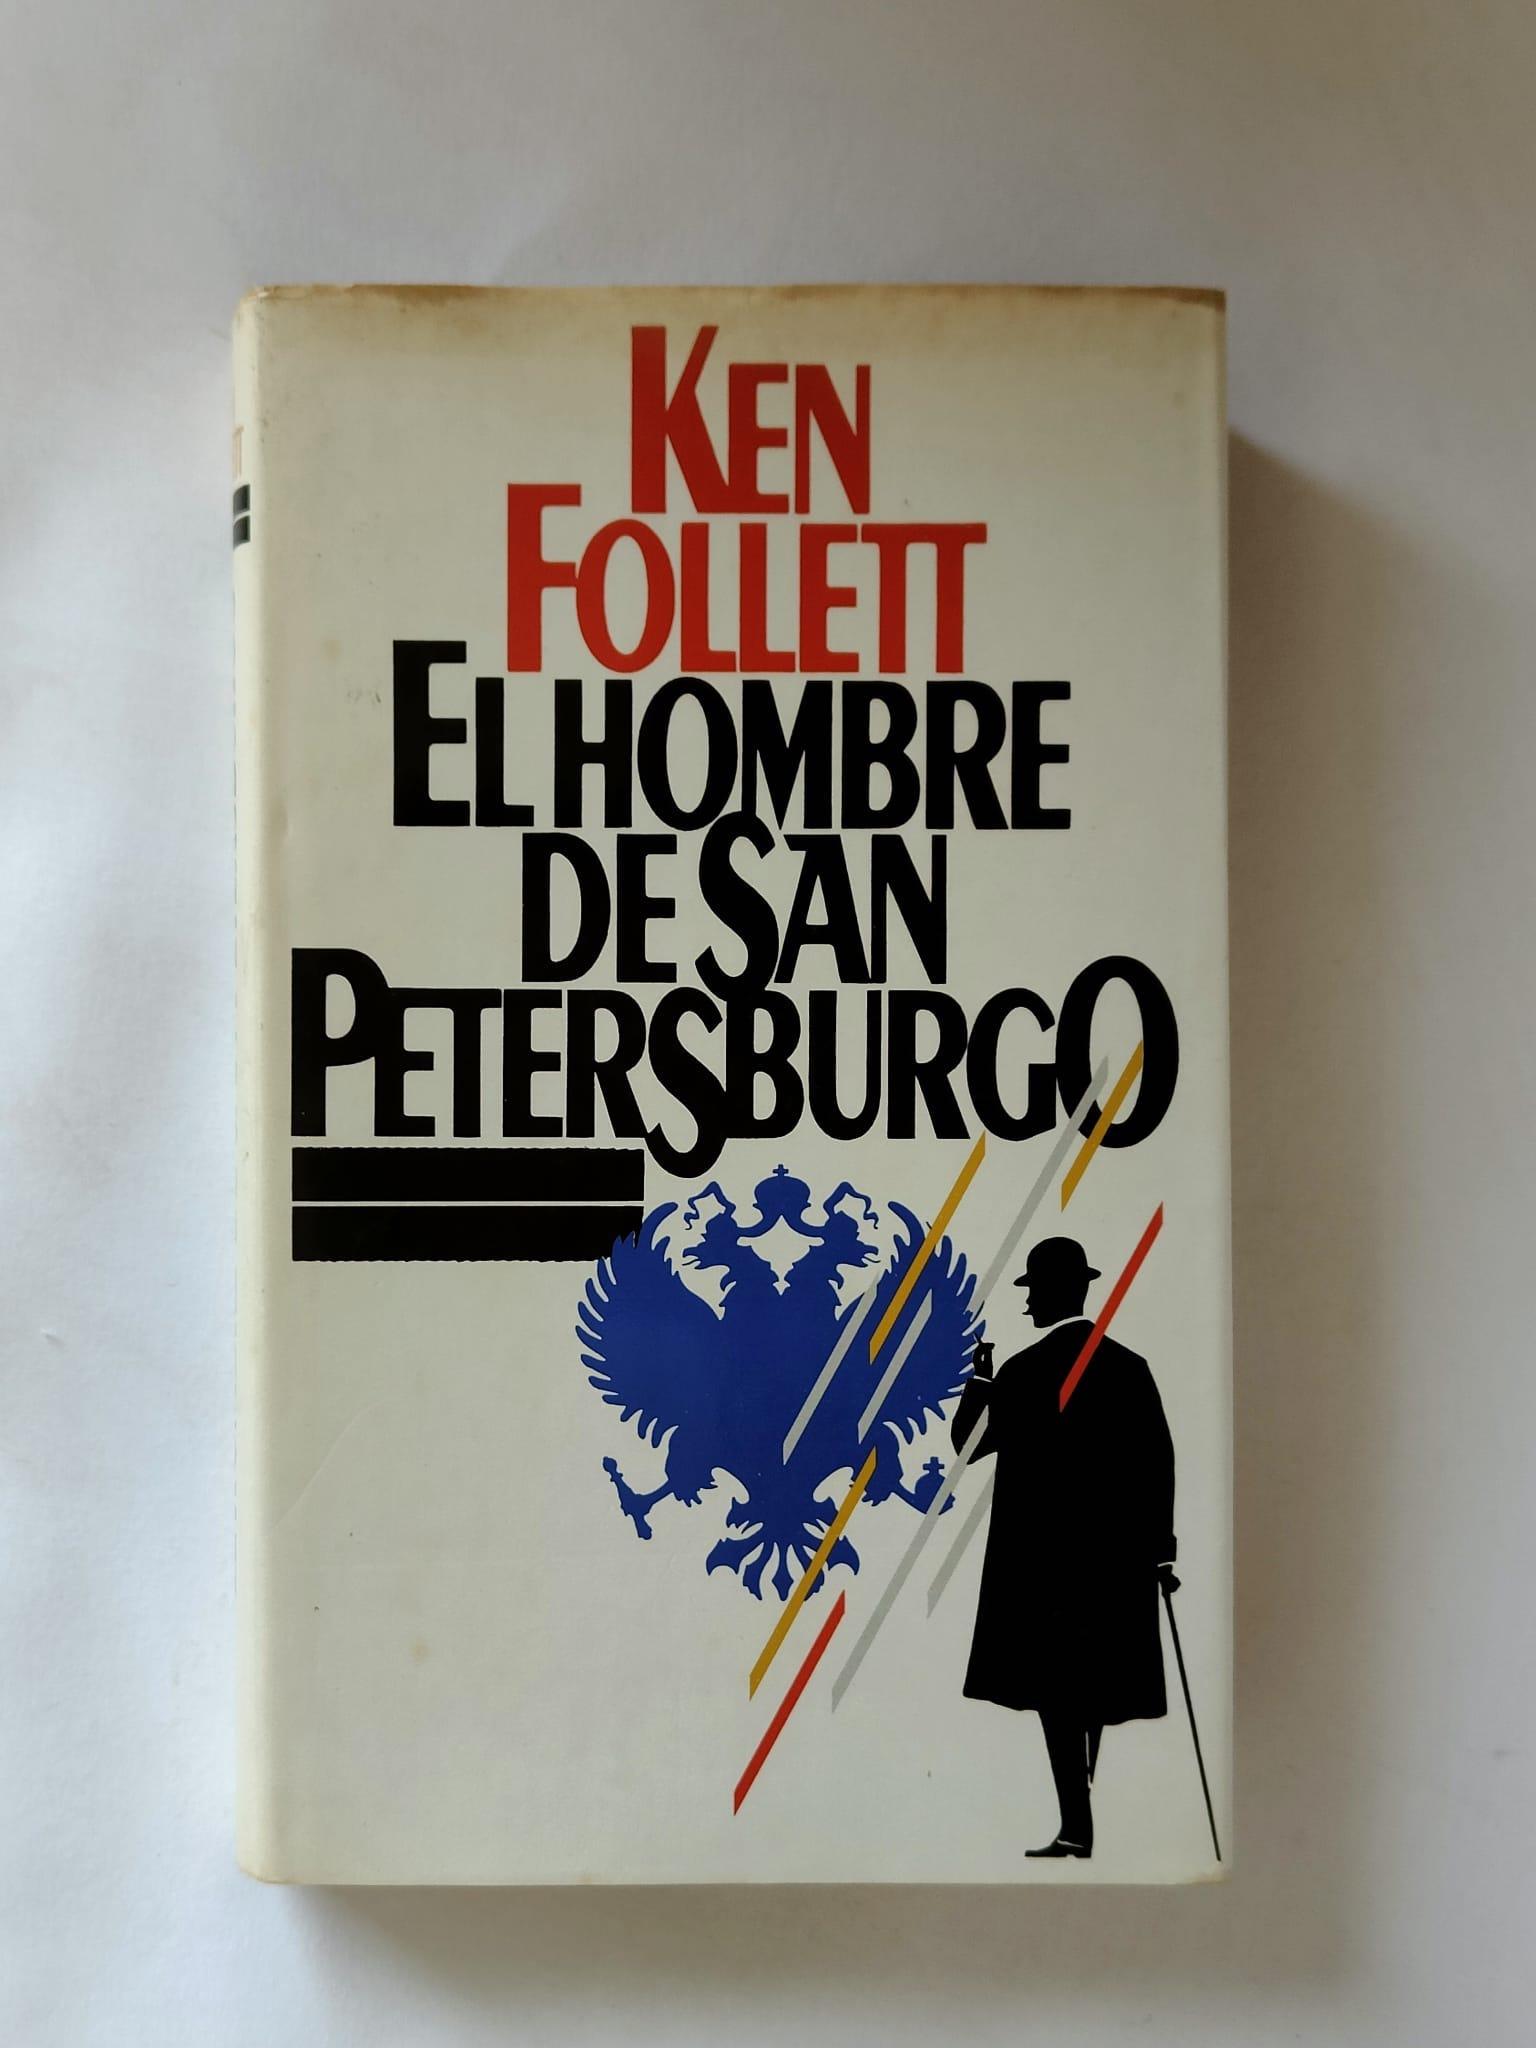 KEN
FOLLETT
EL HOMBRE
DE SAN
PETERSBURGO